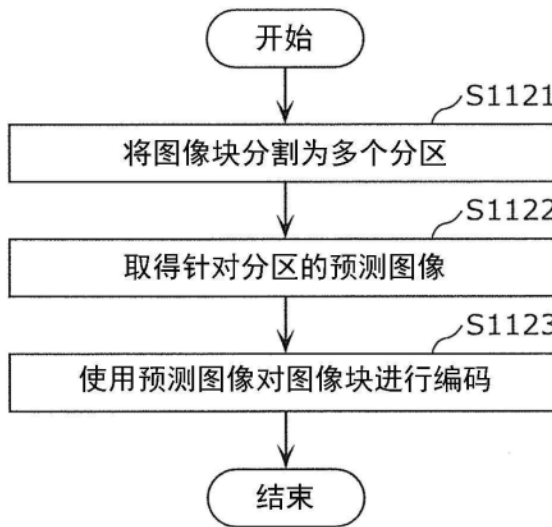 开始
S1121
将图像块分割为多个分区
S1122
取得针对分区的预测图像
S1123
使用预测图像对图像块进行编码
结束